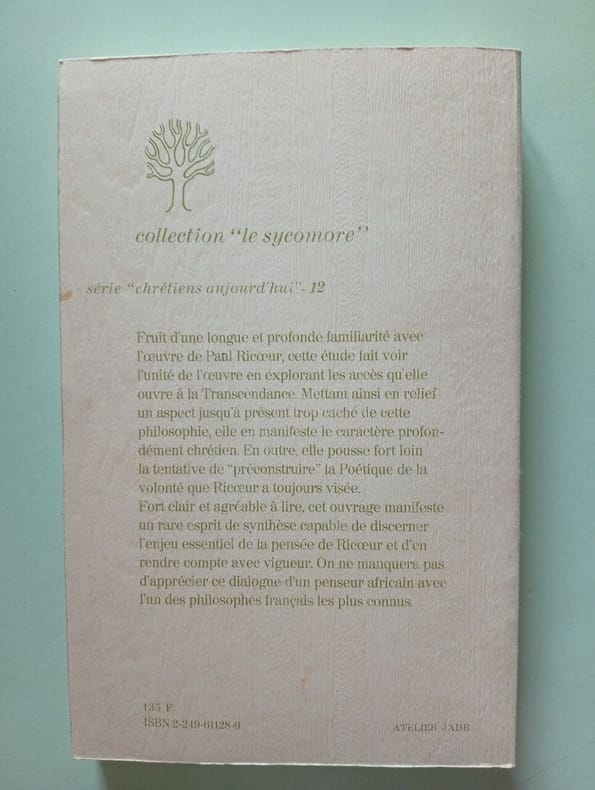 collection “le sycomore”
série “chrétiens aujourd'hui” - 12
Fruit d'une longue et profonde familiarité avec
l'œuvre de Paul Ricœur, cette étude fait voir
l'unité de l'œuvre en explorant les accès qu'elle
ouvre à la Transcendance. Mettant ainsi en relief
un aspect jusqu'à présent trop caché de cette
philosophie, elle en manifeste le caractère profon-
dément chrétien. En outre, elle pousse fort loin
la tentative de “préconstruire” la Poétique de la
volonté que Ricœur a toujours visée.
Fort clair et agréable à lire, cet ouvrage manifeste
un rare esprit de synthèse capable de discerner
l'enjeu essentiel de la pensée de Ricœur et d'en
rendre compte avec vigueur. On ne manquera pas
d'apprécier ce dialogue d'un penseur africain avec
l'un des philosophes français les plus connus.
135 F
ISBN 2-249-61128-9
ATELIER JADE